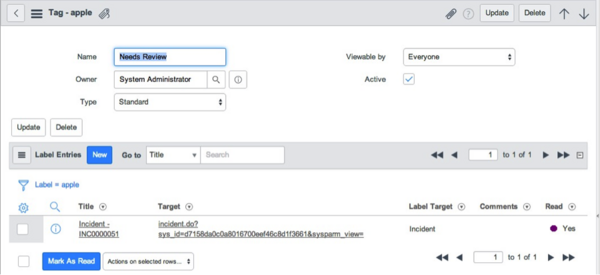 Tag - apple
Update Delete
Name Needs Review Viewable by Everyone
Owner System Administrator Active
Type Standard
Update Delete
Label Entries New Go to Title Search 1 to 1 of 1
Label = apple
Title Target Label Target Comments Read
Incident - incident.do? Incident Yes
INC0000051 sys_id=d7158da0c0a8016700eef46c8d1f3661&sysparm_view=
Mark As Read Actions on selected rows... 1 to 1 of 1